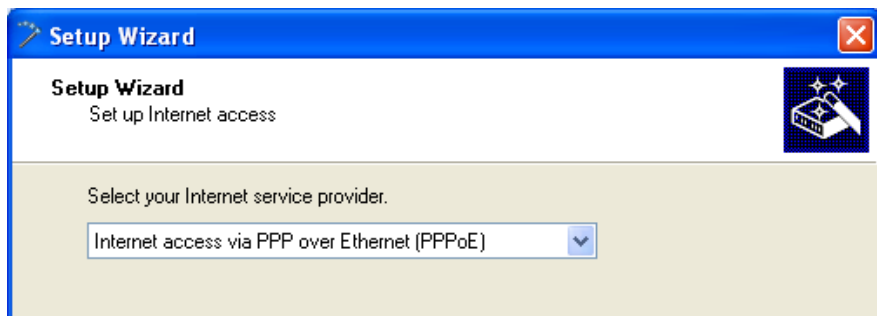 Setup Wizard
Setup Wizard
Set up Internet access
Select your Internet service provider.
Internet access via PPP over Ethernet (PPPoE)